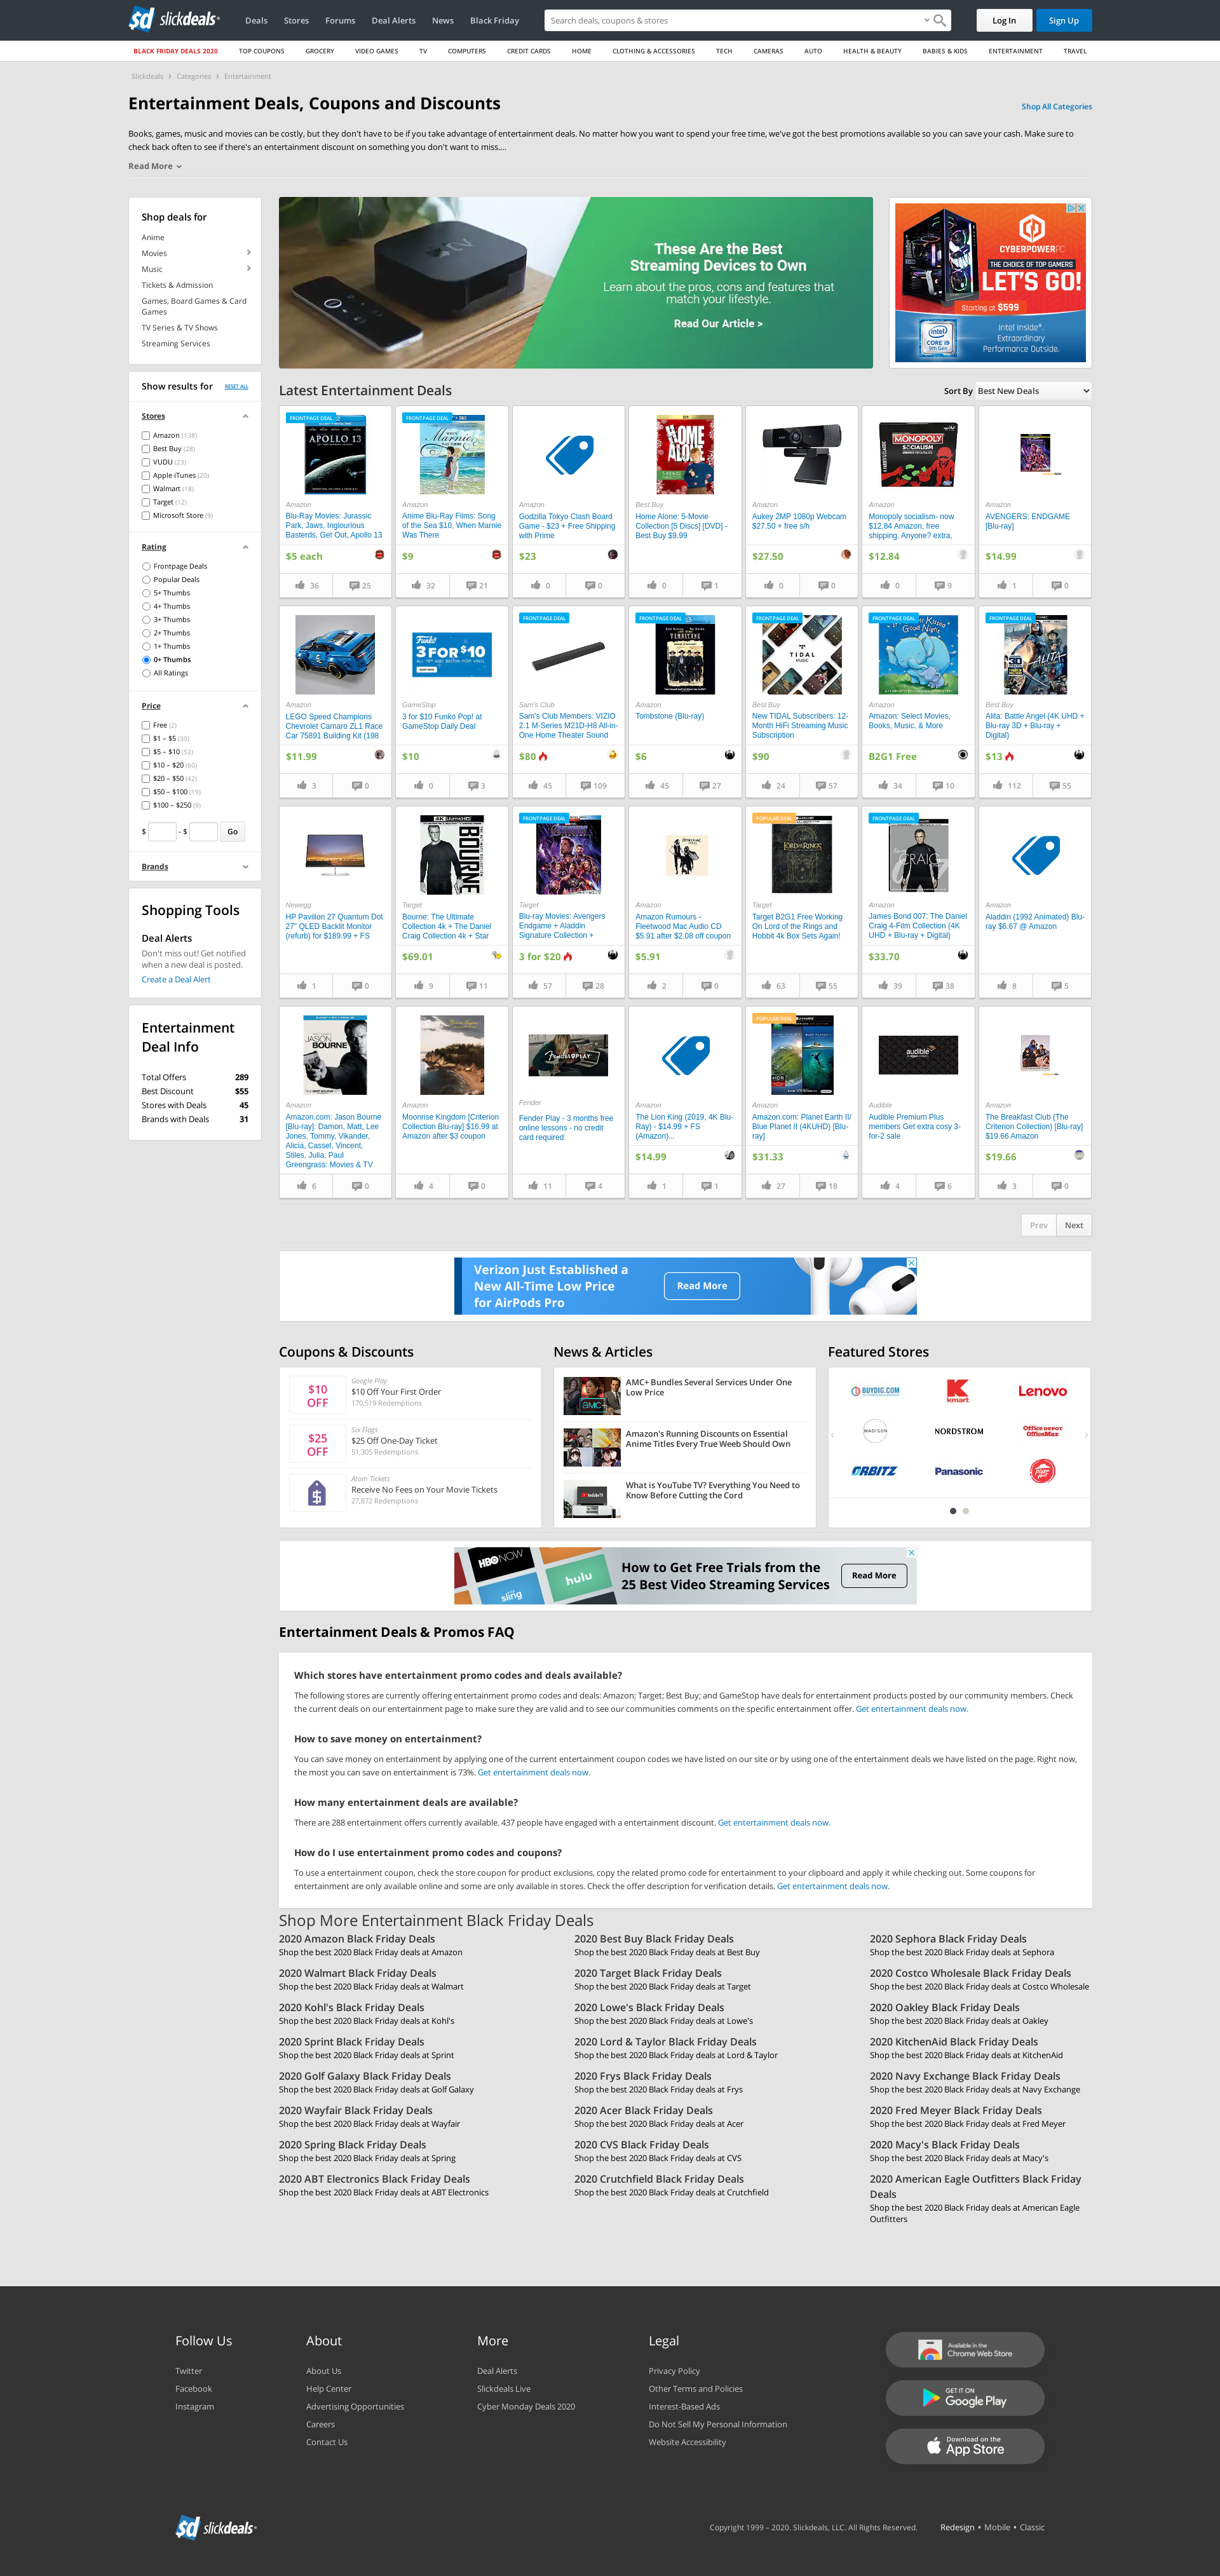 slickdeals
Deals Stores Forums Deal Alerts News Black Friday
Search deals, coupons & stores
Log In Sign Up
BLACK FRIDAY DEALS 2020 TOP COUPONS GROCERY VIDEO GAMES TV COMPUTERS CREDIT CARDS HOME CLOTHING & ACCESSORIES TECH CAMERAS AUTO HEALTH & BEAUTY BABIES & KIDS ENTERTAINMENT TRAVEL
Slickdeals › Categories › Entertainment
Entertainment Deals, Coupons and Discounts
Shop All Categories
Books, games, music and movies can be costly, but they don't have to be if you take advantage of entertainment deals. No matter how you want to spend your free time, we've got the best promotions available so you can save your cash. Make sure to
check back often to see if there's an entertainment discount on something you don't want to miss....
Read More
Shop deals for
Anime
Movies
Music
Tickets & Admission
Games, Board Games & Card
Games
TV Series & TV Shows
Streaming Services
Show results for RESET ALL
Stores
Amazon (138)
Best Buy (28)
VUDU (23)
Apple iTunes (20)
Walmart (18)
Target (12)
Microsoft Store (9)
Rating
Frontpage Deals
Popular Deals
5+ Thumbs
4+ Thumbs
3+ Thumbs
2+ Thumbs
1+ Thumbs
0+ Thumbs
All Ratings
Price
Free (2)
$1 – $5 (30)
$5 – $10 (52)
$10 – $20 (60)
$20 – $50 (42)
$50 – $100 (19)
$100 – $250 (9)
$ - $ Go
Brands
Shopping Tools
Deal Alerts
Don't miss out! Get notified
when a new deal is posted.
Create a Deal Alert
Entertainment
Deal Info
Total Offers 289
Best Discount $55
Stores with Deals 45
Brands with Deals 31
These Are the Best
Streaming Devices to Own
Learn about the pros, cons and features that
match your lifestyle.
Read Our Article >
CYBERPOWERPC
THE CHOICE OF TOP GAMERS
LET'S GO!
Starting at $599
Intel Inside®.
Extraordinary
Performance Outside.
intel
CORE i9
9th Gen
Latest Entertainment Deals
Sort By Best New Deals
FRONTPAGE DEAL
APOLLO 13
Amazon
Blu-Ray Movies: Jurassic
Park, Jaws, Inglourious
Basterds, Get Out, Apollo 13
$5 each
36 25
FRONTPAGE DEAL
Marnie
Amazon
Anime Blu-Ray Films: Song
of the Sea $10, When Marnie
Was There
$9
32 21
Amazon
Godzilla Tokyo Clash Board
Game - $23 + Free Shipping
with Prime
$23
0 0
HOME ALONE
Best Buy
Home Alone: 5-Movie
Collection [5 Discs] [DVD] -
Best Buy $9.99
0 1
Amazon
Aukey 2MP 1080p Webcam
$27.50 + free s/h
$27.50
0 0
MONOPOLY
SOCIALISM
Amazon
Monopoly socialism- now
$12.84 Amazon, free
shipping. Anyone? extra,
$12.84
0 9
Amazon
AVENGERS: ENDGAME
[Blu-ray]
$14.99
1 0
Amazon
LEGO Speed Champions
Chevrolet Camaro ZL1 Race
Car 75891 Building Kit (198
$11.99
3 0
Funko
3 FOR $10
GameStop
3 for $10 Funko Pop! at
GameStop Daily Deal
$10
0 3
FRONTPAGE DEAL
Sam's Club
Sam's Club Members: VIZIO
2.1 M-Series M21D-H8 All-in-
One Home Theater Sound
$80
45 109
FRONTPAGE DEAL
TOMBSTONE
Amazon
Tombstone (Blu-ray)
$6
45 27
FRONTPAGE DEAL
TIDAL
MUSIC
Best Buy
New TIDAL Subscribers: 12-
Month HiFi Streaming Music
Subscription
$90
24 57
FRONTPAGE DEAL
Kissed
Good Night
Amazon
Amazon: Select Movies,
Books, Music, & More
B2G1 Free
34 10
FRONTPAGE DEAL
ALITA
Best Buy
Alita: Battle Angel (4K UHD +
Blu-ray 3D + Blu-ray +
Digital)
$13
112 55
Newegg
HP Pavilion 27 Quantum Dot
27" QLED Backlit Monitor
(refurb) for $189.99 + FS
1 0
BOURNE
Target
Bourne: The Ultimate
Collection 4k + The Daniel
Craig Collection 4k + Star
$69.01
9 11
FRONTPAGE DEAL
Target
Blu-ray Movies: Avengers
Endgame + Aladdin
Signature Collection +
3 for $20
57 28
Amazon
Amazon Rumours -
Fleetwood Mac Audio CD
$5.91 after $2.08 off coupon
$5.91
2 0
POPULAR DEAL
LORD OF THE RINGS
Target
Target B2G1 Free Working
On Lord of the Rings and
Hobbit 4k Box Sets Again!
63 55
FRONTPAGE DEAL
CRAIG
Amazon
James Bond 007: The Daniel
Craig 4-Film Collection (4K
UHD + Blu-ray + Digital)
$33.70
39 38
Amazon
Aladdin (1992 Animated) Blu-
ray $6.67 @ Amazon
8 5
JASON
BOURNE
Amazon
Amazon.com: Jason Bourne
[Blu-ray]: Damon, Matt, Lee
Jones, Tommy, Vikander,
Alicia, Cassel, Vincent,
Stiles, Julia, Paul
Greengrass: Movies & TV
6 0
Amazon
Moonrise Kingdom [Criterion
Collection Blu-ray] $16.99 at
Amazon after $3 coupon
4 0
Fender PLAY
Fender
Fender Play - 3 months free
online lessons - no credit
card required
11 4
Amazon
The Lion King (2019, 4K Blu-
Ray) - $14.99 + FS
(Amazon)...
$14.99
1 1
POPULAR DEAL
Amazon
Amazon.com: Planet Earth II/
Blue Planet II (4KUHD) [Blu-
ray]
$31.33
27 18
audible
Audible
Audible Premium Plus
members Get extra cosy 3-
for-2 sale
4 6
Amazon
The Breakfast Club (The
Criterion Collection) [Blu-ray]
$19.66 Amazon
$19.66
3 0
Prev Next
Verizon Just Established a
New All-Time Low Price
for AirPods Pro
Read More
Coupons & Discounts
$10
OFF
Google Play
$10 Off Your First Order
170,519 Redemptions
$25
OFF
Six Flags
$25 Off One-Day Ticket
51,305 Redemptions
Atom Tickets
Receive No Fees on Your Movie Tickets
27,872 Redemptions
News & Articles
AMC+ Bundles Several Services Under One
Low Price
Amazon's Running Discounts on Essential
Anime Titles Every True Weeb Should Own
What is YouTube TV? Everything You Need to
Know Before Cutting the Cord
Featured Stores
BUYDIG.COM kmart Lenovo
MADISON NORDSTROM Office DEPOT
OfficeMax
ORBITZ Panasonic Pizza Hut
HBO NOW
sling
hulu
How to Get Free Trials from the
25 Best Video Streaming Services
Read More
Entertainment Deals & Promos FAQ
Which stores have entertainment promo codes and deals available?
The following stores are currently offering entertainment promo codes and deals: Amazon; Target; Best Buy; and GameStop have deals for entertainment products posted by our community members. Check
the current deals on our entertainment page to make sure they are valid and to see our communities comments on the specific entertainment offer. Get entertainment deals now.
How to save money on entertainment?
You can save money on entertainment by applying one of the current entertainment coupon codes we have listed on our site or by using one of the entertainment deals we have listed on the page. Right now,
the most you can save on entertainment is 73%. Get entertainment deals now.
How many entertainment deals are available?
There are 288 entertainment offers currently available. 437 people have engaged with a entertainment discount. Get entertainment deals now.
How do I use entertainment promo codes and coupons?
To use a entertainment coupon, check the store coupon for product exclusions, copy the related promo code for entertainment to your clipboard and apply it while checking out. Some coupons for
entertainment are only available online and some are only available in stores. Check the offer description for verification details. Get entertainment deals now.
Shop More Entertainment Black Friday Deals
2020 Amazon Black Friday Deals
Shop the best 2020 Black Friday deals at Amazon
2020 Walmart Black Friday Deals
Shop the best 2020 Black Friday deals at Walmart
2020 Kohl's Black Friday Deals
Shop the best 2020 Black Friday deals at Kohl's
2020 Sprint Black Friday Deals
Shop the best 2020 Black Friday deals at Sprint
2020 Golf Galaxy Black Friday Deals
Shop the best 2020 Black Friday deals at Golf Galaxy
2020 Wayfair Black Friday Deals
Shop the best 2020 Black Friday deals at Wayfair
2020 Spring Black Friday Deals
Shop the best 2020 Black Friday deals at Spring
2020 ABT Electronics Black Friday Deals
Shop the best 2020 Black Friday deals at ABT Electronics
2020 Best Buy Black Friday Deals
Shop the best 2020 Black Friday deals at Best Buy
2020 Target Black Friday Deals
Shop the best 2020 Black Friday deals at Target
2020 Lowe's Black Friday Deals
Shop the best 2020 Black Friday deals at Lowe's
2020 Lord & Taylor Black Friday Deals
Shop the best 2020 Black Friday deals at Lord & Taylor
2020 Frys Black Friday Deals
Shop the best 2020 Black Friday deals at Frys
2020 Acer Black Friday Deals
Shop the best 2020 Black Friday deals at Acer
2020 CVS Black Friday Deals
Shop the best 2020 Black Friday deals at CVS
2020 Crutchfield Black Friday Deals
Shop the best 2020 Black Friday deals at Crutchfield
2020 Sephora Black Friday Deals
Shop the best 2020 Black Friday deals at Sephora
2020 Costco Wholesale Black Friday Deals
Shop the best 2020 Black Friday deals at Costco Wholesale
2020 Oakley Black Friday Deals
Shop the best 2020 Black Friday deals at Oakley
2020 KitchenAid Black Friday Deals
Shop the best 2020 Black Friday deals at KitchenAid
2020 Navy Exchange Black Friday Deals
Shop the best 2020 Black Friday deals at Navy Exchange
2020 Fred Meyer Black Friday Deals
Shop the best 2020 Black Friday deals at Fred Meyer
2020 Macy's Black Friday Deals
Shop the best 2020 Black Friday deals at Macy's
2020 American Eagle Outfitters Black Friday
Deals
Shop the best 2020 Black Friday deals at American Eagle
Outfitters
Follow Us
Twitter
Facebook
Instagram
About
About Us
Help Center
Advertising Opportunities
Careers
Contact Us
More
Deal Alerts
Slickdeals Live
Cyber Monday Deals 2020
Legal
Privacy Policy
Other Terms and Policies
Interest-Based Ads
Do Not Sell My Personal Information
Website Accessibility
Available in the
Chrome Web Store
GET IT ON
Google Play
Download on the
App Store
slickdeals
Copyright 1999 – 2020. Slickdeals, LLC. All Rights Reserved. Redesign • Mobile • Classic